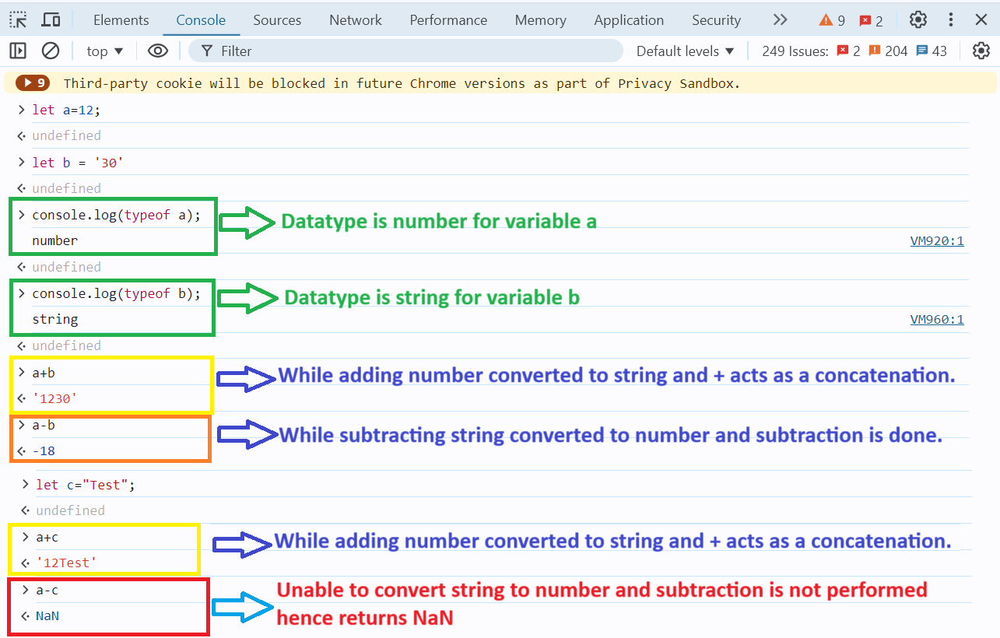 Elements Console Sources Network Performance Memory Application Security 9 2
top Filter Default levels 249 Issues: 2 204 43
9 Third-party cookie will be blocked in future Chrome versions as part of Privacy Sandbox.
let a=12;
undefined
let b = '30'
undefined
console.log(typeof a); Datatype is number for variable a
number VM920:1
undefined
console.log(typeof b); Datatype is string for variable b
string VM960:1
undefined
a+b While adding number converted to string and + acts as a concatenation.
'1230'
a-b While subtracting string converted to number and subtraction is done.
-18
let c="Test";
undefined
a+c While adding number converted to string and + acts as a concatenation.
'12Test'
a-c Unable to convert string to number and subtraction is not performed
NaN hence returns NaN